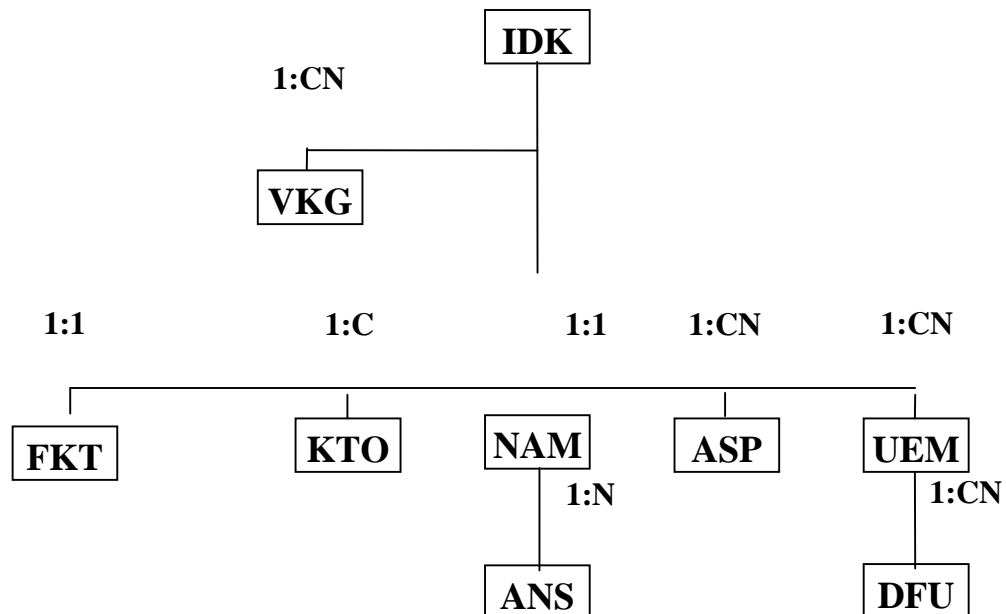 IDK
1:CN
VKG
1:1 1:C 1:1 1:CN 1:CN
FKT KTO NAM ASP UEM
1:N 1:CN
ANS DFU